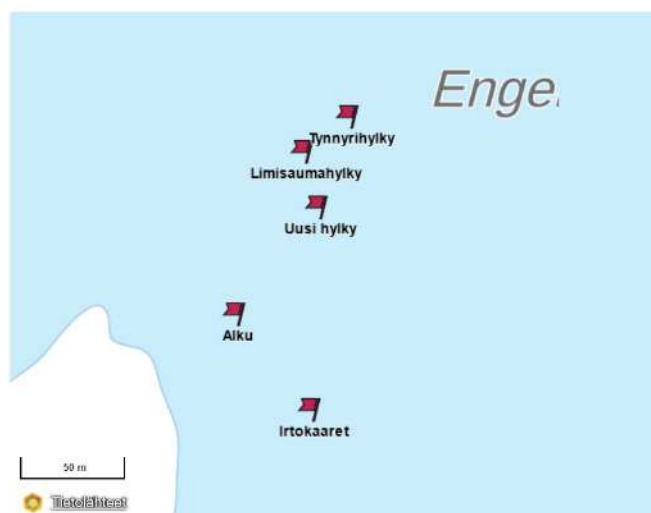 Enge
Tynnyrihylky
Limisaumahylky
Uusi hylky
Alku
Irtokaaret
50 m
Tietolähteet